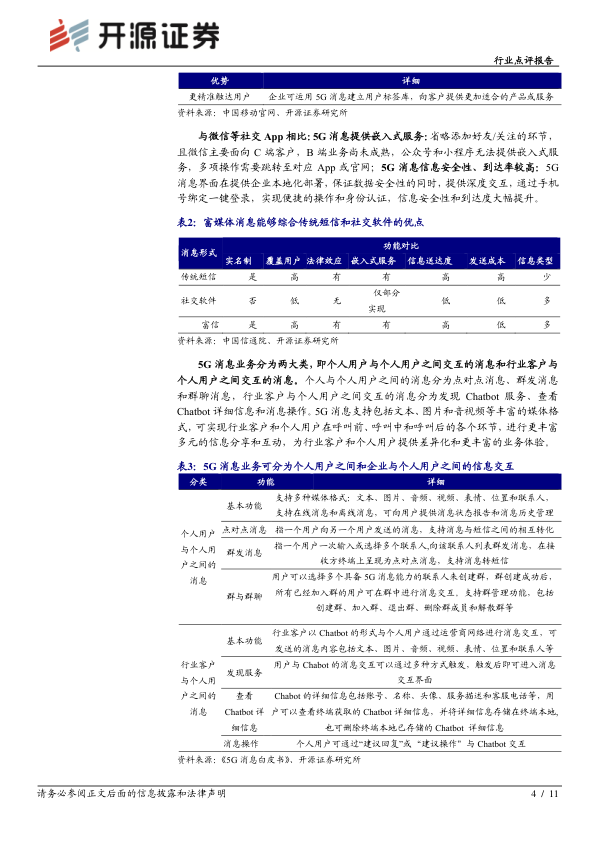 开源证券
行业点评报告
优势 详细
更精准触达用户 企业可运用 5G 消息建立用户标签库，向客户提供更加适合的产品或服务
资料来源：中国移动官网、开源证券研究所
与微信等社交 App 相比：5G 消息提供嵌入式服务：省略添加好友/关注的环节，
且微信主要面向 C 端客户，B 端业务尚未成熟，公众号和小程序无法提供嵌入式服
务，多项操作需要跳转至对应 App 或官网；5G 消息信息安全性、到达率较高：5G
消息界面在提供企业本地化部署，保证数据安全性的同时，提供深度交互，通过手机
号绑定一键登录，实现便捷的操作和身份认证，信息安全性和到达度大幅提升。
表2：富媒体消息能够综合传统短信和社交软件的优点
消息形式 功能对比
实名制 覆盖用户 法律效应 嵌入式服务 信息送达度 发送成本 信息类型
传统短信 是 高 有 有 高 高 少
社交软件 否 低 无 仅部分实现 低 低 多
富信 是 高 有 有 高 低 多
资料来源：中国信通院、开源证券研究所
5G 消息业务分为两大类，即个人用户与个人用户之间交互的消息和行业客户与
个人用户之间交互的消息。个人与个人用户之间的消息分为点对点消息、群发消息
和群聊消息，行业客户与个人用户之间交互的消息分为发现 Chatbot 服务、查看
Chatbot 详细信息和消息操作。5G 消息支持包括文本、图片和音视频等丰富的媒体格
式，可实现行业客户和个人用户在呼叫前、呼叫中和呼叫后的各个环节，进行更丰富
多元的信息分享和互动，为行业客户和个人用户提供差异化和更丰富的业务体验。
表3：5G 消息业务可分为个人用户之间和企业与个人用户之间的信息交互
分类 功能 详细
个人用户与个人用户之间的消息
基本功能 支持多种媒体格式：文本、图片、音频、视频、表情、位置和联系人，
支持在线消息和离线消息，可向用户提供消息状态报告和消息历史管理
点对点消息 指一个用户向另一个用户发送的消息，支持消息与短信之间的相互转化
群发消息 指一个用户一次输入或选择多个联系人,向该联系人列表群发消息，在接
收方终端上呈现为点对点消息，支持消息转短信
群与群聊 用户可以选择多个具备 5G 消息能力的联系人来创建群，群创建成功后，
所有已经加入群的用户可在群中进行消息交互。支持群管理功能，包括
创建群、加入群、退出群、删除群成员和解散群等
行业客户与个人用户之间的消息
基本功能 行业客户以 Chatbot 的形式与个人用户通过运营商网络进行消息交互，可
发送的消息内容包括文本、图片、音频、视频、表情、位置和联系人等
发现服务 用户与 Chabot 的消息交互可以通过多种方式触发，触发后即可进入消息
交互界面
查看 Chatbot 详细信息 Chabot 的详细信息包括账号、名称、头像、服务描述和客服电话等，用
户可以查看终端获取的 Chatbot 详细信息，并将详细信息存储在终端本地，
也可删除终端本地已存储的 Chatbot 详细信息
消息操作 个人用户可通过“建议回复”或 “建议操作”与 Chatbot 交互
资料来源：《5G 消息白皮书》、开源证券研究所
请务必参阅正文后面的信息披露和法律声明 4 / 11